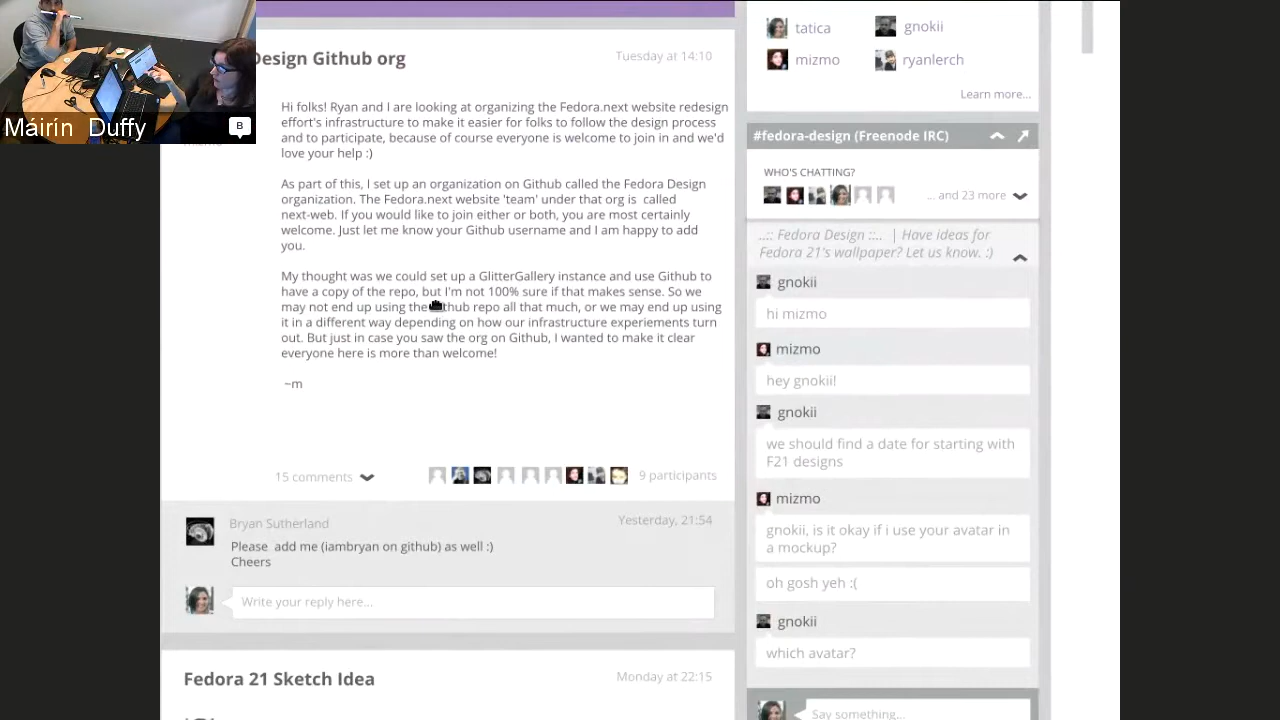 Máirín Duffy
B
Design Github org
Tuesday at 14:10
Hi folks! Ryan and I are looking at organizing the Fedora.next website redesign
effort's infrastructure to make it easier for folks to follow the design process
and to participate, because of course everyone is welcome to join in and we'd
love your help :)
As part of this, I set up an organization on Github called the Fedora Design
organization. The Fedora.next website 'team' under that org is called
next-web. If you would like to join either or both, you are most certainly
welcome. Just let me know your Github username and I am happy to add
you.
My thought was we could set up a GlitterGallery instance and use Github to
have a copy of the repo, but I'm not 100% sure if that makes sense. So we
may not end up using the github repo all that much, or we may end up using
it in a different way depending on how our infrastructure experiements turn
out. But just in case you saw the org on Github, I wanted to make it clear
everyone here is more than welcome!
~m
15 comments
9 participants
Bryan Sutherland
Yesterday, 21:54
Please add me (iambryan on github) as well :)
Cheers
Write your reply here...
Fedora 21 Sketch Idea
Monday at 22:15
tatica
gnokii
mizmo
ryanlerch
Learn more...
#fedora-design (Freenode IRC)
WHO'S CHATTING?
... and 23 more
..:: Fedora Design ::.. | Have ideas for
Fedora 21's wallpaper? Let us know. :)
gnokii
hi mizmo
mizmo
hey gnokii!
gnokii
we should find a date for starting with
F21 designs
mizmo
gnokii, is it okay if i use your avatar in
a mockup?
oh gosh yeh :(
gnokii
which avatar?
Say something...